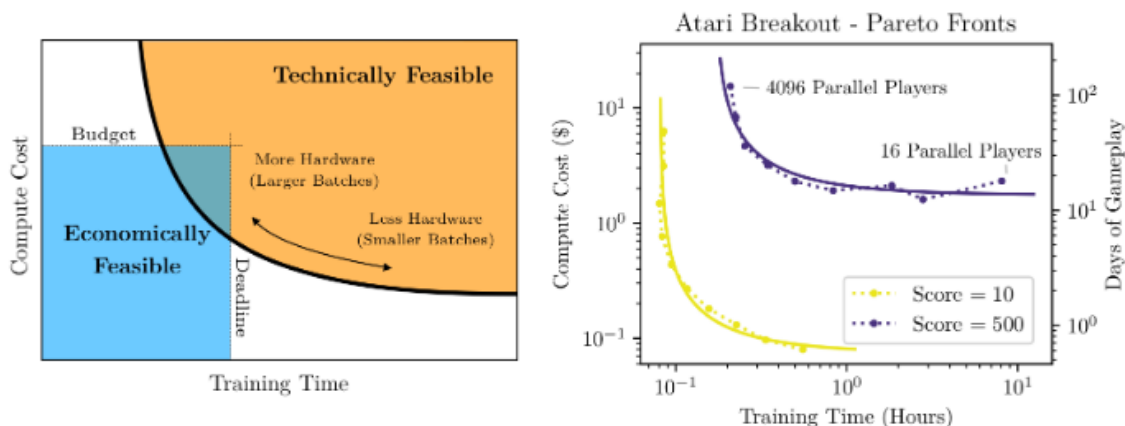 Technically Feasible
Budget
More Hardware
(Larger Batches)
Less Hardware
(Smaller Batches)
Economically
Feasible
Deadline
Compute Cost
Training Time
Atari Breakout - Pareto Fronts
4096 Parallel Players
16 Parallel Players
Score = 10
Score = 500
10^1
10^0
10^-1
Compute Cost ($)
10^2
10^1
10^0
Days of Gameplay
10^-1
10^0
10^1
Training Time (Hours)